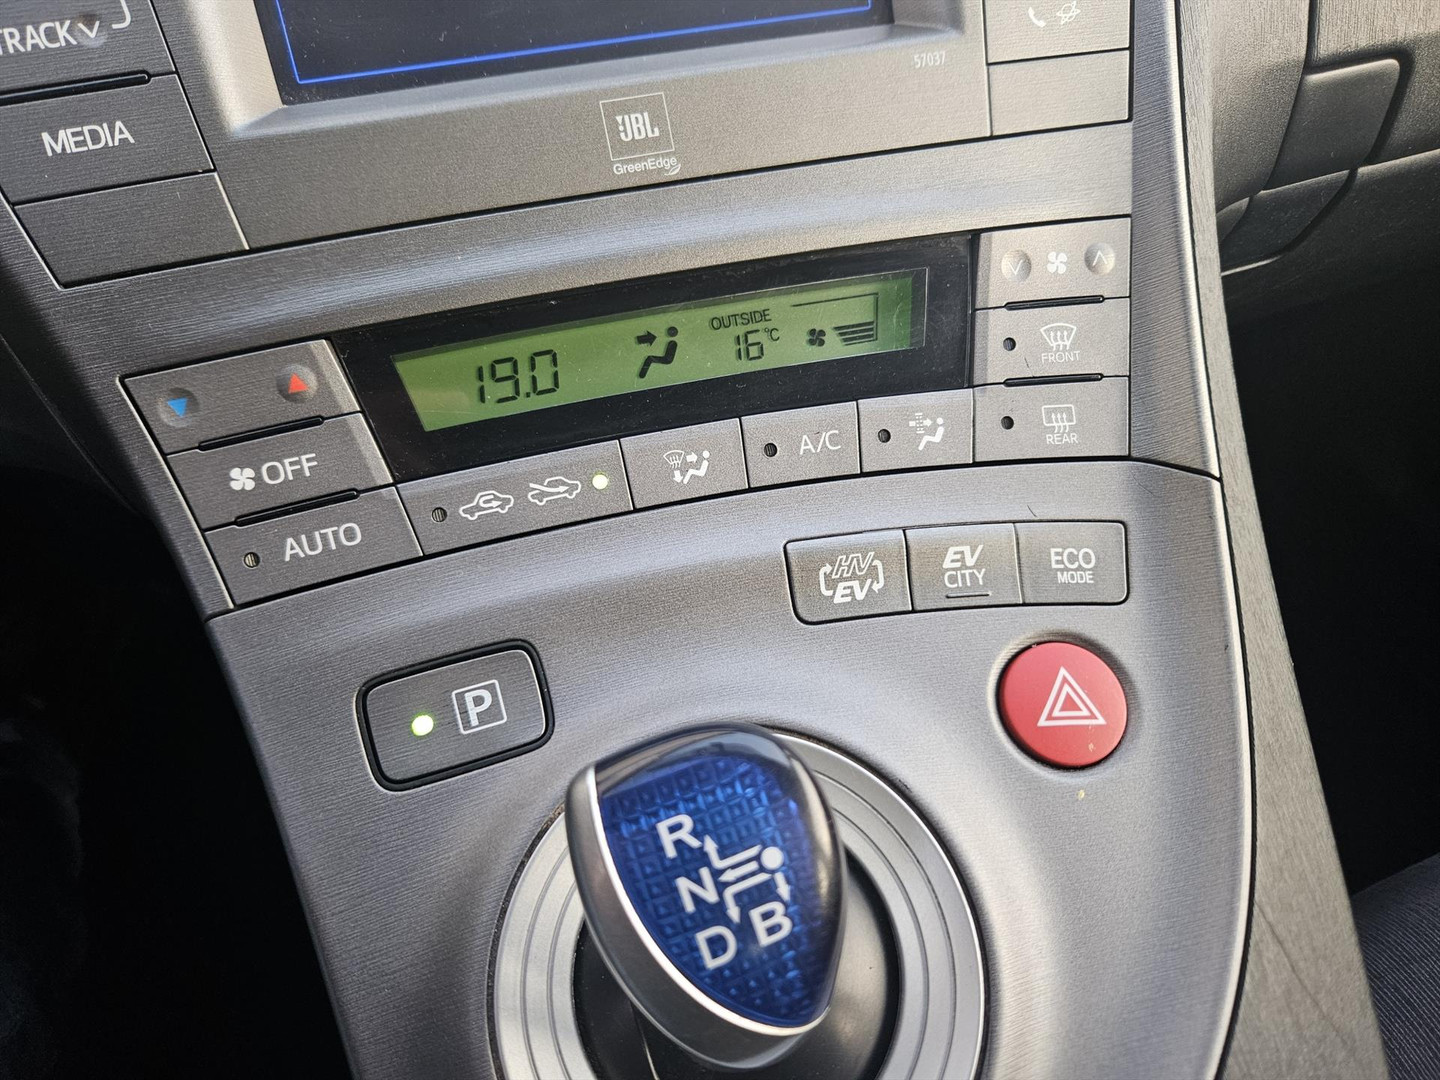 TRACK
MEDIA
57037
JBL
GreenEdge
19.0
OUTSIDE
16°C
FRONT
REAR
OFF
A/C
AUTO
HV
EV
EV
CITY
ECO
MODE
P
R
N
D
B